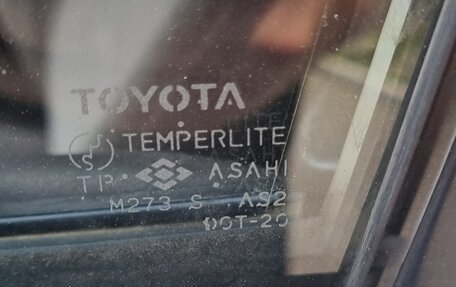 TOYOTA
TEMPERLITE
TP ASAHI
M273 S AS2
DOT-20